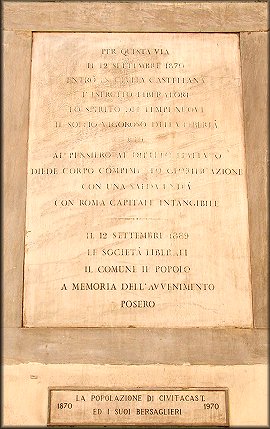 PER QUESTA VIA
IL 12 SETTEMBRE 1870
ENTRÒ IN CIVITA CASTELLANA
L'ESERCITO LIBERATORE
LO SPIRITO DEI TEMPI NUOVI
IL SOFFIO VIGOROSO DELLA LIBERTÀ
CHE
AL PENSIERO AL DIRITTO ITALIANO
DIEDE CORPO COMPIMENTO GLORIFICAZIONE
CON UNA SALDA UNITÀ
CON ROMA CAPITALE INTANGIBILE
IL 12 SETTEMBRE 1889
LE SOCIETÀ LIBERALI
IL COMUNE IL POPOLO
A MEMORIA DELL'AVVENIMENTO
POSERO
LA POPOLAZIONE DI CIVITACAST.
1870 ED I SUOI BERSAGLIERI 1970